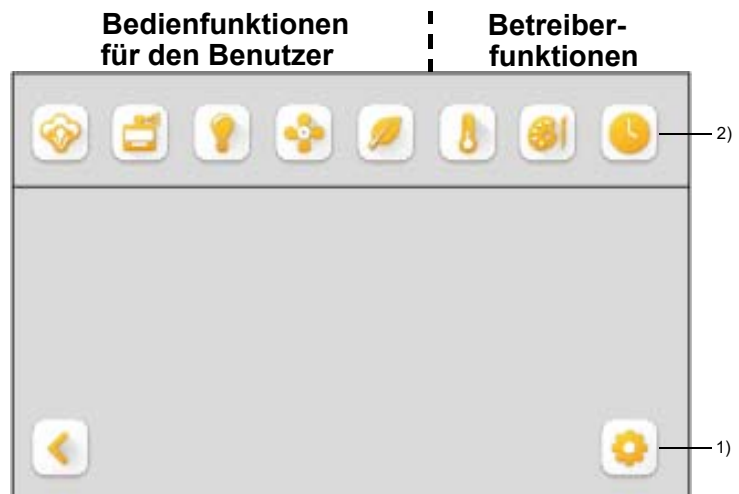 Bedienfunktionen
für den Benutzer
Betreiber-
funktionen
2)
1)